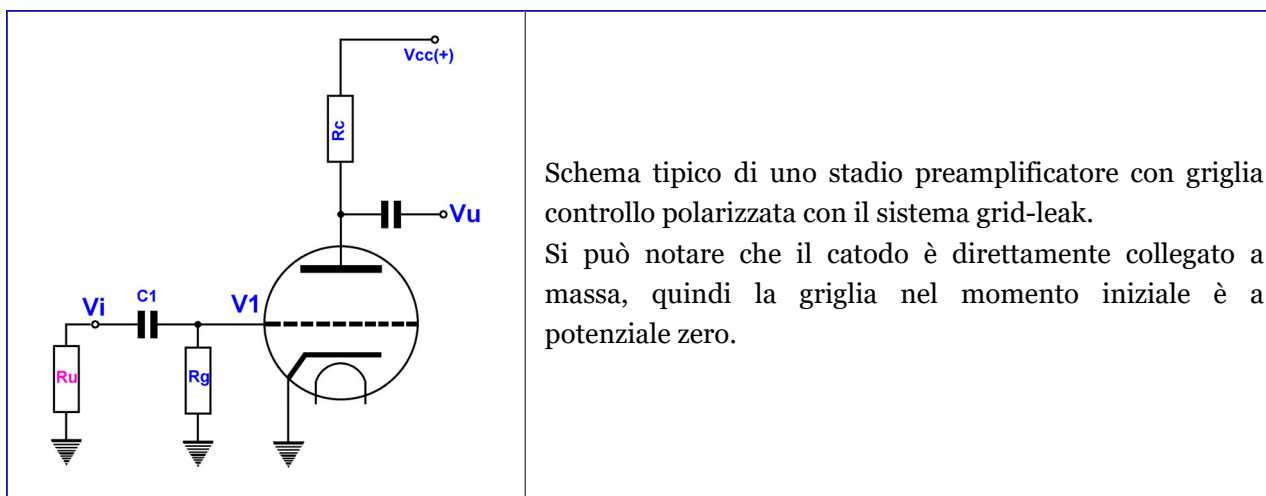 Vcc(+)
Rc
Vu
Vi
C1
V1
Ru
Rg
Schema tipico di uno stadio preamplificatore con griglia
controllo polarizzata con il sistema grid-leak.
Si può notare che il catodo è direttamente collegato a
massa, quindi la griglia nel momento iniziale è a
potenziale zero.